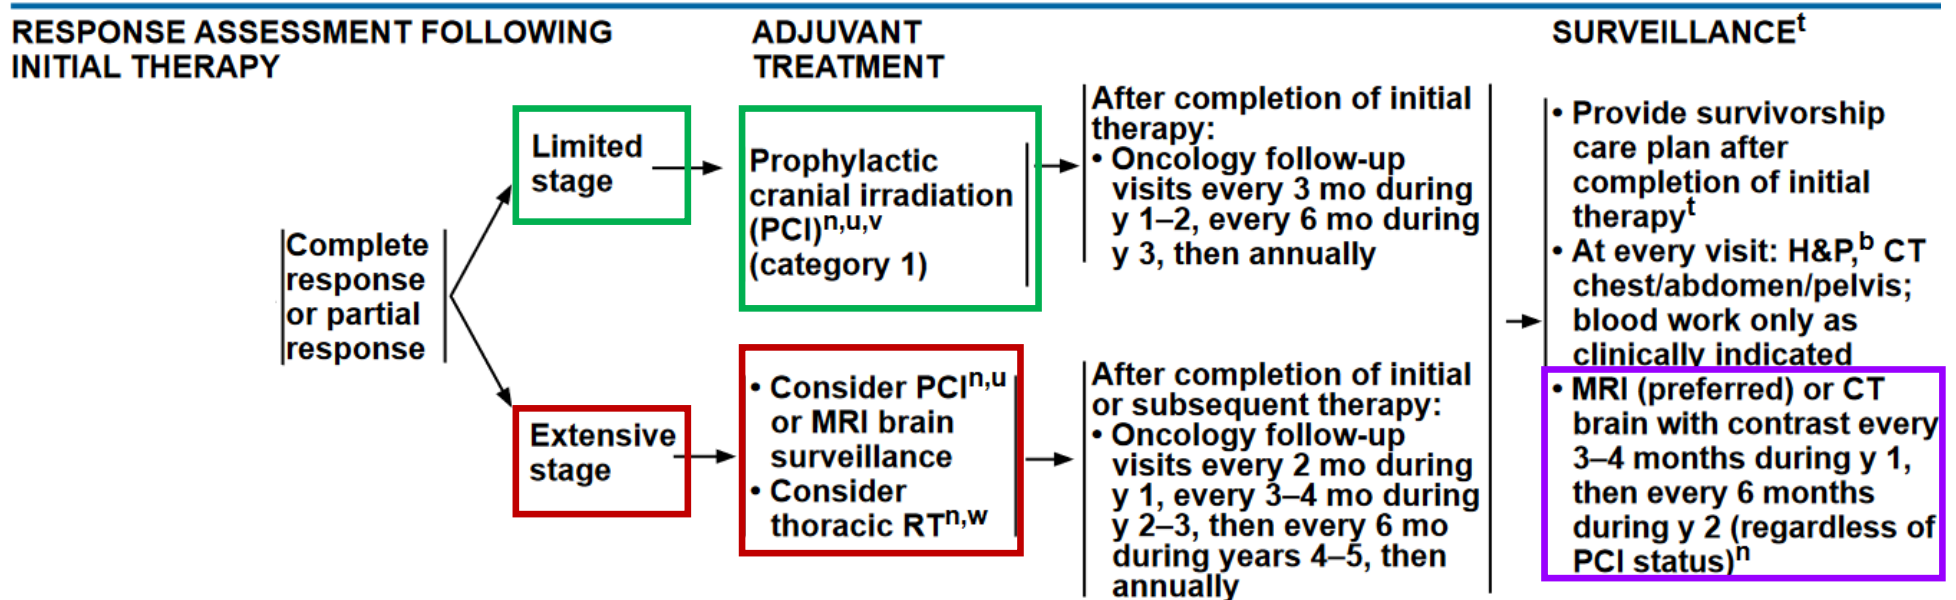 RESPONSE ASSESSMENT FOLLOWING
INITIAL THERAPY
ADJUVANT
TREATMENT
SURVEILLANCEt
Complete
response
or partial
response
Limited
stage
Prophylactic
cranial irradiation
(PCI)n,u,v
(category 1)
After completion of initial
therapy:
• Oncology follow-up
visits every 3 mo during
y 1–2, every 6 mo during
y 3, then annually
Extensive
stage
• Consider PCIn,u
or MRI brain
surveillance
• Consider
thoracic RTn,w
After completion of initial
or subsequent therapy:
• Oncology follow-up
visits every 2 mo during
y 1, every 3–4 mo during
y 2–3, then every 6 mo
during years 4–5, then
annually
• Provide survivorship
care plan after
completion of initial
therapyt
• At every visit: H&P,b CT
chest/abdomen/pelvis;
blood work only as
clinically indicated
• MRI (preferred) or CT
brain with contrast every
3–4 months during y 1,
then every 6 months
during y 2 (regardless of
PCI status)n